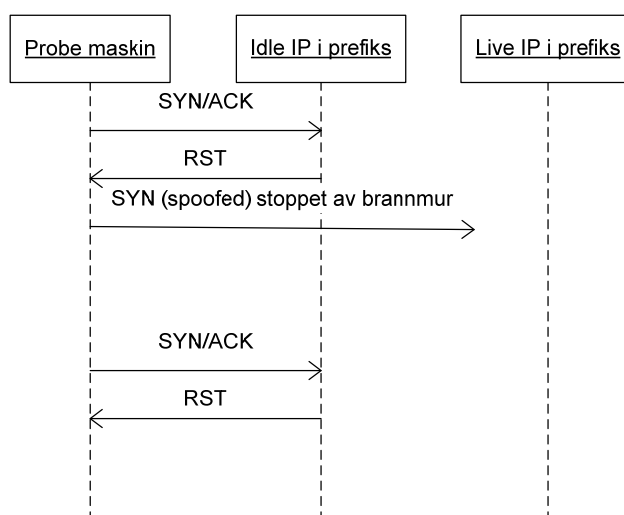 Probe maskin
Idle IP i prefiks
Live IP i prefiks
SYN/ACK
RST
SYN (spoofed) stoppet av brannmur
SYN/ACK
RST